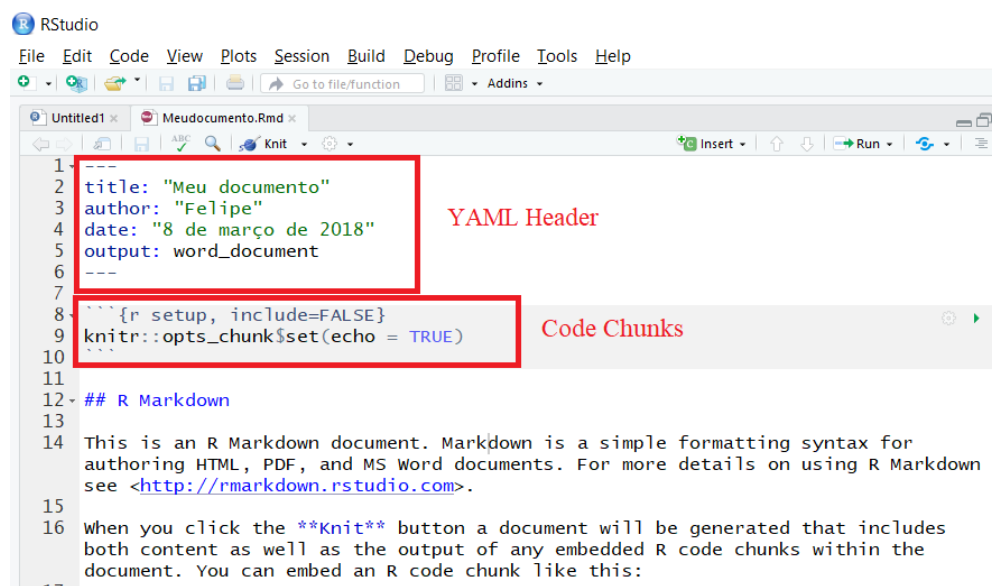 RStudio
File Edit Code View Plots Session Build Debug Profile Tools Help
Go to file/function Addins
Untitled1 × Meudocumento.Rmd ×
ABC Knit Insert Run
1 ---
2 title: "Meu documento"
3 author: "Felipe"
4 date: "8 de março de 2018"
5 output: word_document
6 ---
YAML Header
7
8 ```{r setup, include=FALSE}
9 knitr::opts_chunk$set(echo = TRUE)
10 ```
Code Chunks
11
12 ## R Markdown
13
14 This is an R Markdown document. Markdown is a simple formatting syntax for
authoring HTML, PDF, and MS Word documents. For more details on using R Markdown
see <http://rmarkdown.rstudio.com>.
15
16 When you click the **Knit** button a document will be generated that includes
both content as well as the output of any embedded R code chunks within the
document. You can embed an R code chunk like this: